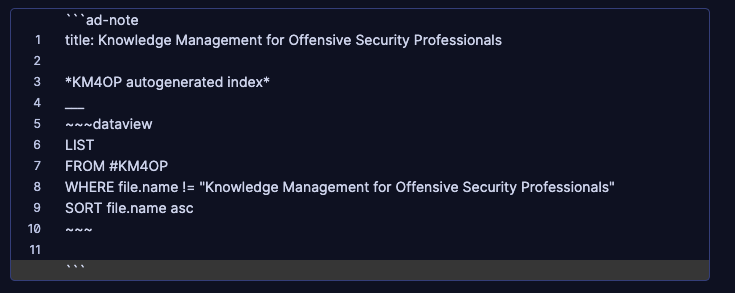 ```ad-note
1 title: Knowledge Management for Offensive Security Professionals
2
3 *KM4OP autogenerated index*
4 ___
5 ~~~dataview
6 LIST
7 FROM #KM4OP
8 WHERE file.name != "Knowledge Management for Offensive Security Professionals"
9 SORT file.name asc
10 ~~~
11
```